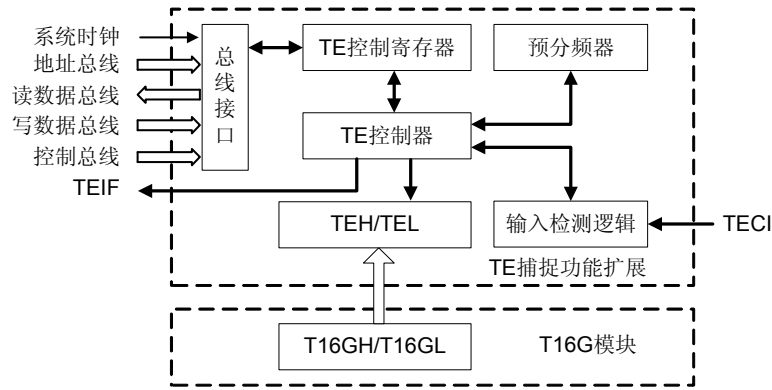 系统时钟
地址总线
读数据总线
写数据总线
控制总线
TEIF
总线接口
TE控制寄存器
预分频器
TE控制器
TEH/TEL
输入检测逻辑
TECI
TE捕捉功能扩展
T16GH/T16GL
T16G模块